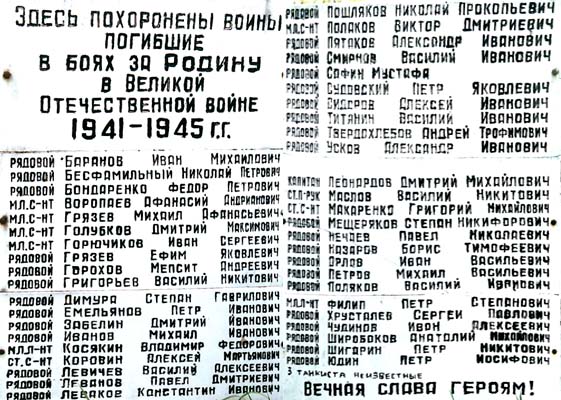 Здесь похоронены воины
погибшие
в боях за Родину
в Великой
Отечественной войне
1941-1945 г.г.
рядовой Баранов Иван Михайлович
рядовой Бесфамильный Николай Петрович
рядовой Бондаренко Федор Петрович
мл.с-нт Воропаев Афанасий Андрианович
мл.с-нт Грязев Михаил Афанасьевич
мл.с-нт Голубков Дмитрий Максимович
мл.с-нт Горючиков Иван Сергеевич
рядовой Грязев Ефим Яковлевич
рядовой Горохов Мепсит Андреевич
рядовой Григорьев Василий Никитович
рядовой Димура Степан Гаврилович
рядовой Емельянов Петр Иванович
рядовой Забелин Дмитрий Иванович
рядовой Иванов Михаил Иванович
мл.л-нт Косякин Владимир Федорович
ст.с-нт Коровин Алексей Мартьянович
рядовой Левичев Василий Алексеевич
рядовой Леванов Павел Дмитриевич
рядовой Леваков Константин Иванович
рядовой Пошляков Николай Прокопьевич
мл.с-нт Поляков Виктор Дмитриевич
рядовой Пятаков Александр Иванович
рядовой Смирнов Василий Иванович
рядовой Софин Мустафа
рядовой Судовский Петр Яковлевич
рядовой Сидоров Алексей Иванович
рядовой Титанин Василий Иванович
рядовой Твердохлебов Андрей Трофимович
рядовой Усков Александр Иванович
капитан Леонардов Дмитрий Михайлович
ст.п-рук Маслов Василий Никитович
ст.с-нт Макаренко Григорий Михайлович
рядовой Мещеряков Степан Никифорович
рядовой Нечаев Павел Николаевич
рядовой Назаров Борис Тимофеевич
рядовой Орлов Иван Васильевич
рядовой Петров Михаил Васильевич
рядовой Поляков Василий Иванович
мл.л-нт Филип Петр Степанович
рядовой Хрусталев Сергей Павлович
рядовой Чудинов Иван Алексеевич
рядовой Широбоков Анатолий Михайлович
рядовой Шигарин Петр Никитович
рядовой Юдин Петр Иосифович
3 танкиста неизвестные
Вечная слава героям!